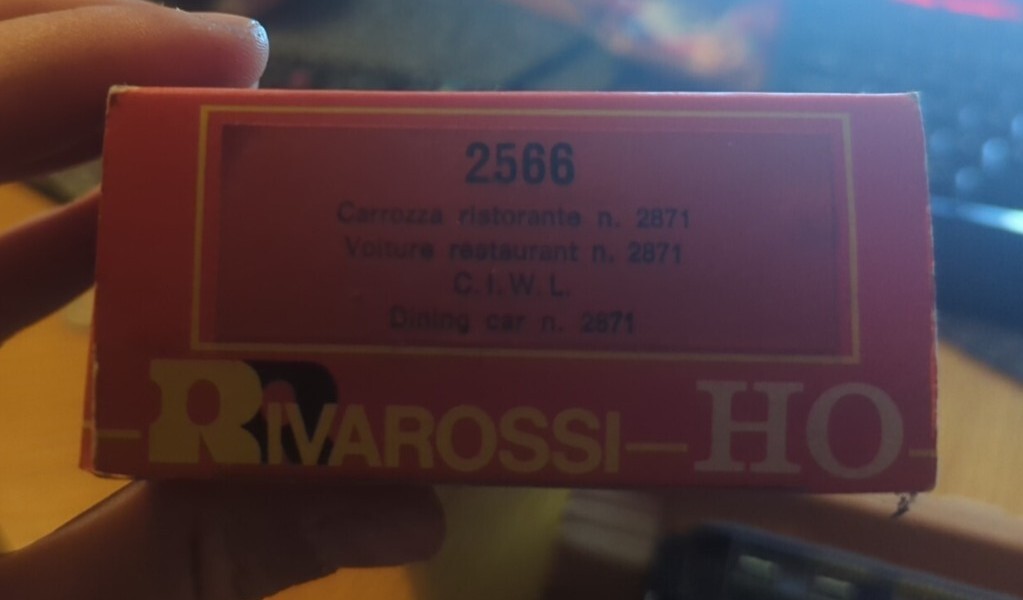 2566
Carrozza ristorante n. 2871
Voiture restaurant n. 2871
C.I.W.L.
Dining car n. 2871
RIVAROSSI HO